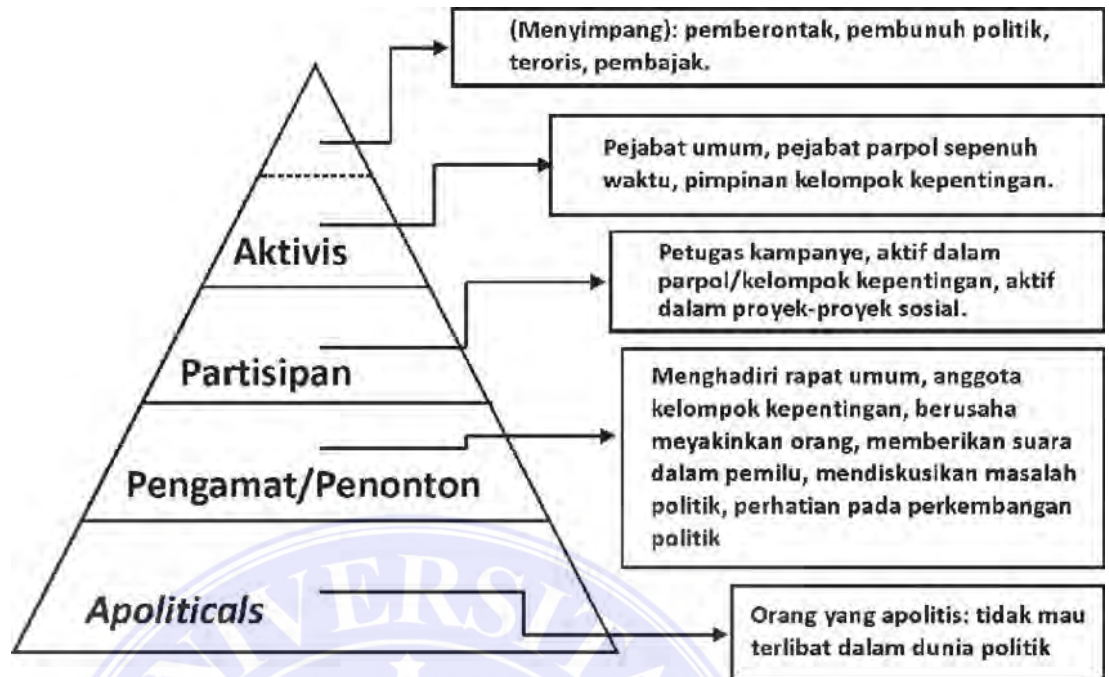 (Menyimpang): pemberontak, pembunuh politik,
teroris, pembajak.
Pejabat umum, pejabat parpol sepenuh
waktu, pimpinan kelompok kepentingan.
Aktivis
Petugas kampanye, aktif dalam
parpol/kelompok kepentingan, aktif
dalam proyek-proyek sosial.
Partisipan
Menghadiri rapat umum, anggota
kelompok kepentingan, berusaha
meyakinkan orang, memberikan suara
dalam pemilu, mendiskusikan masalah
politik, perhatian pada perkembangan
politik
Pengamat/Penonton
Apoliticals
Orang yang apolitis: tidak mau
terlibat dalam dunia politik